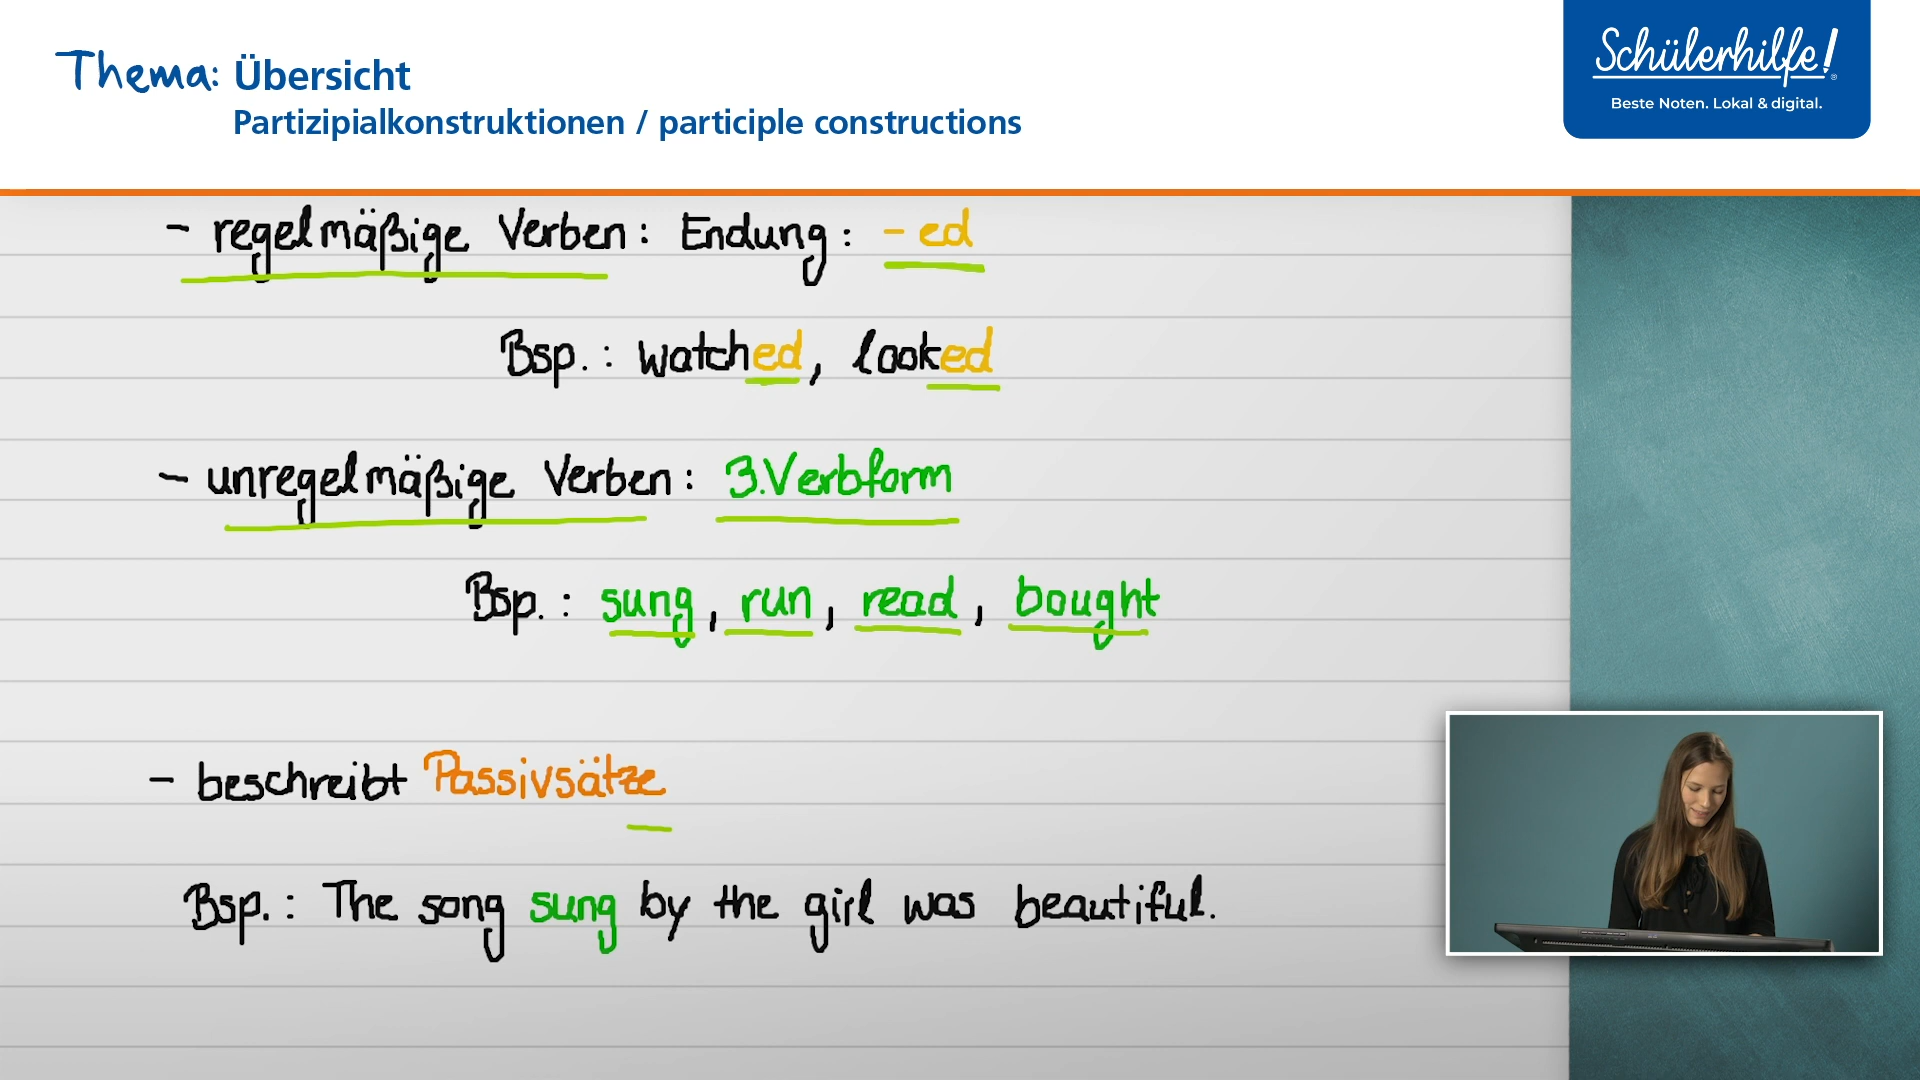 Thema: Übersicht
Partizipialkonstruktionen / participle constructions
Schülerhilfe!
Beste Noten. Lokal & digital.
- regelmäßige Verben: Endung: - ed
Bsp.: watched, looked
- unregelmäßige Verben: 3.Verbform
Bsp.: sung, run, read, bought
- beschreibt Passivsätze
Bsp.: The song sung by the girl was beautiful.